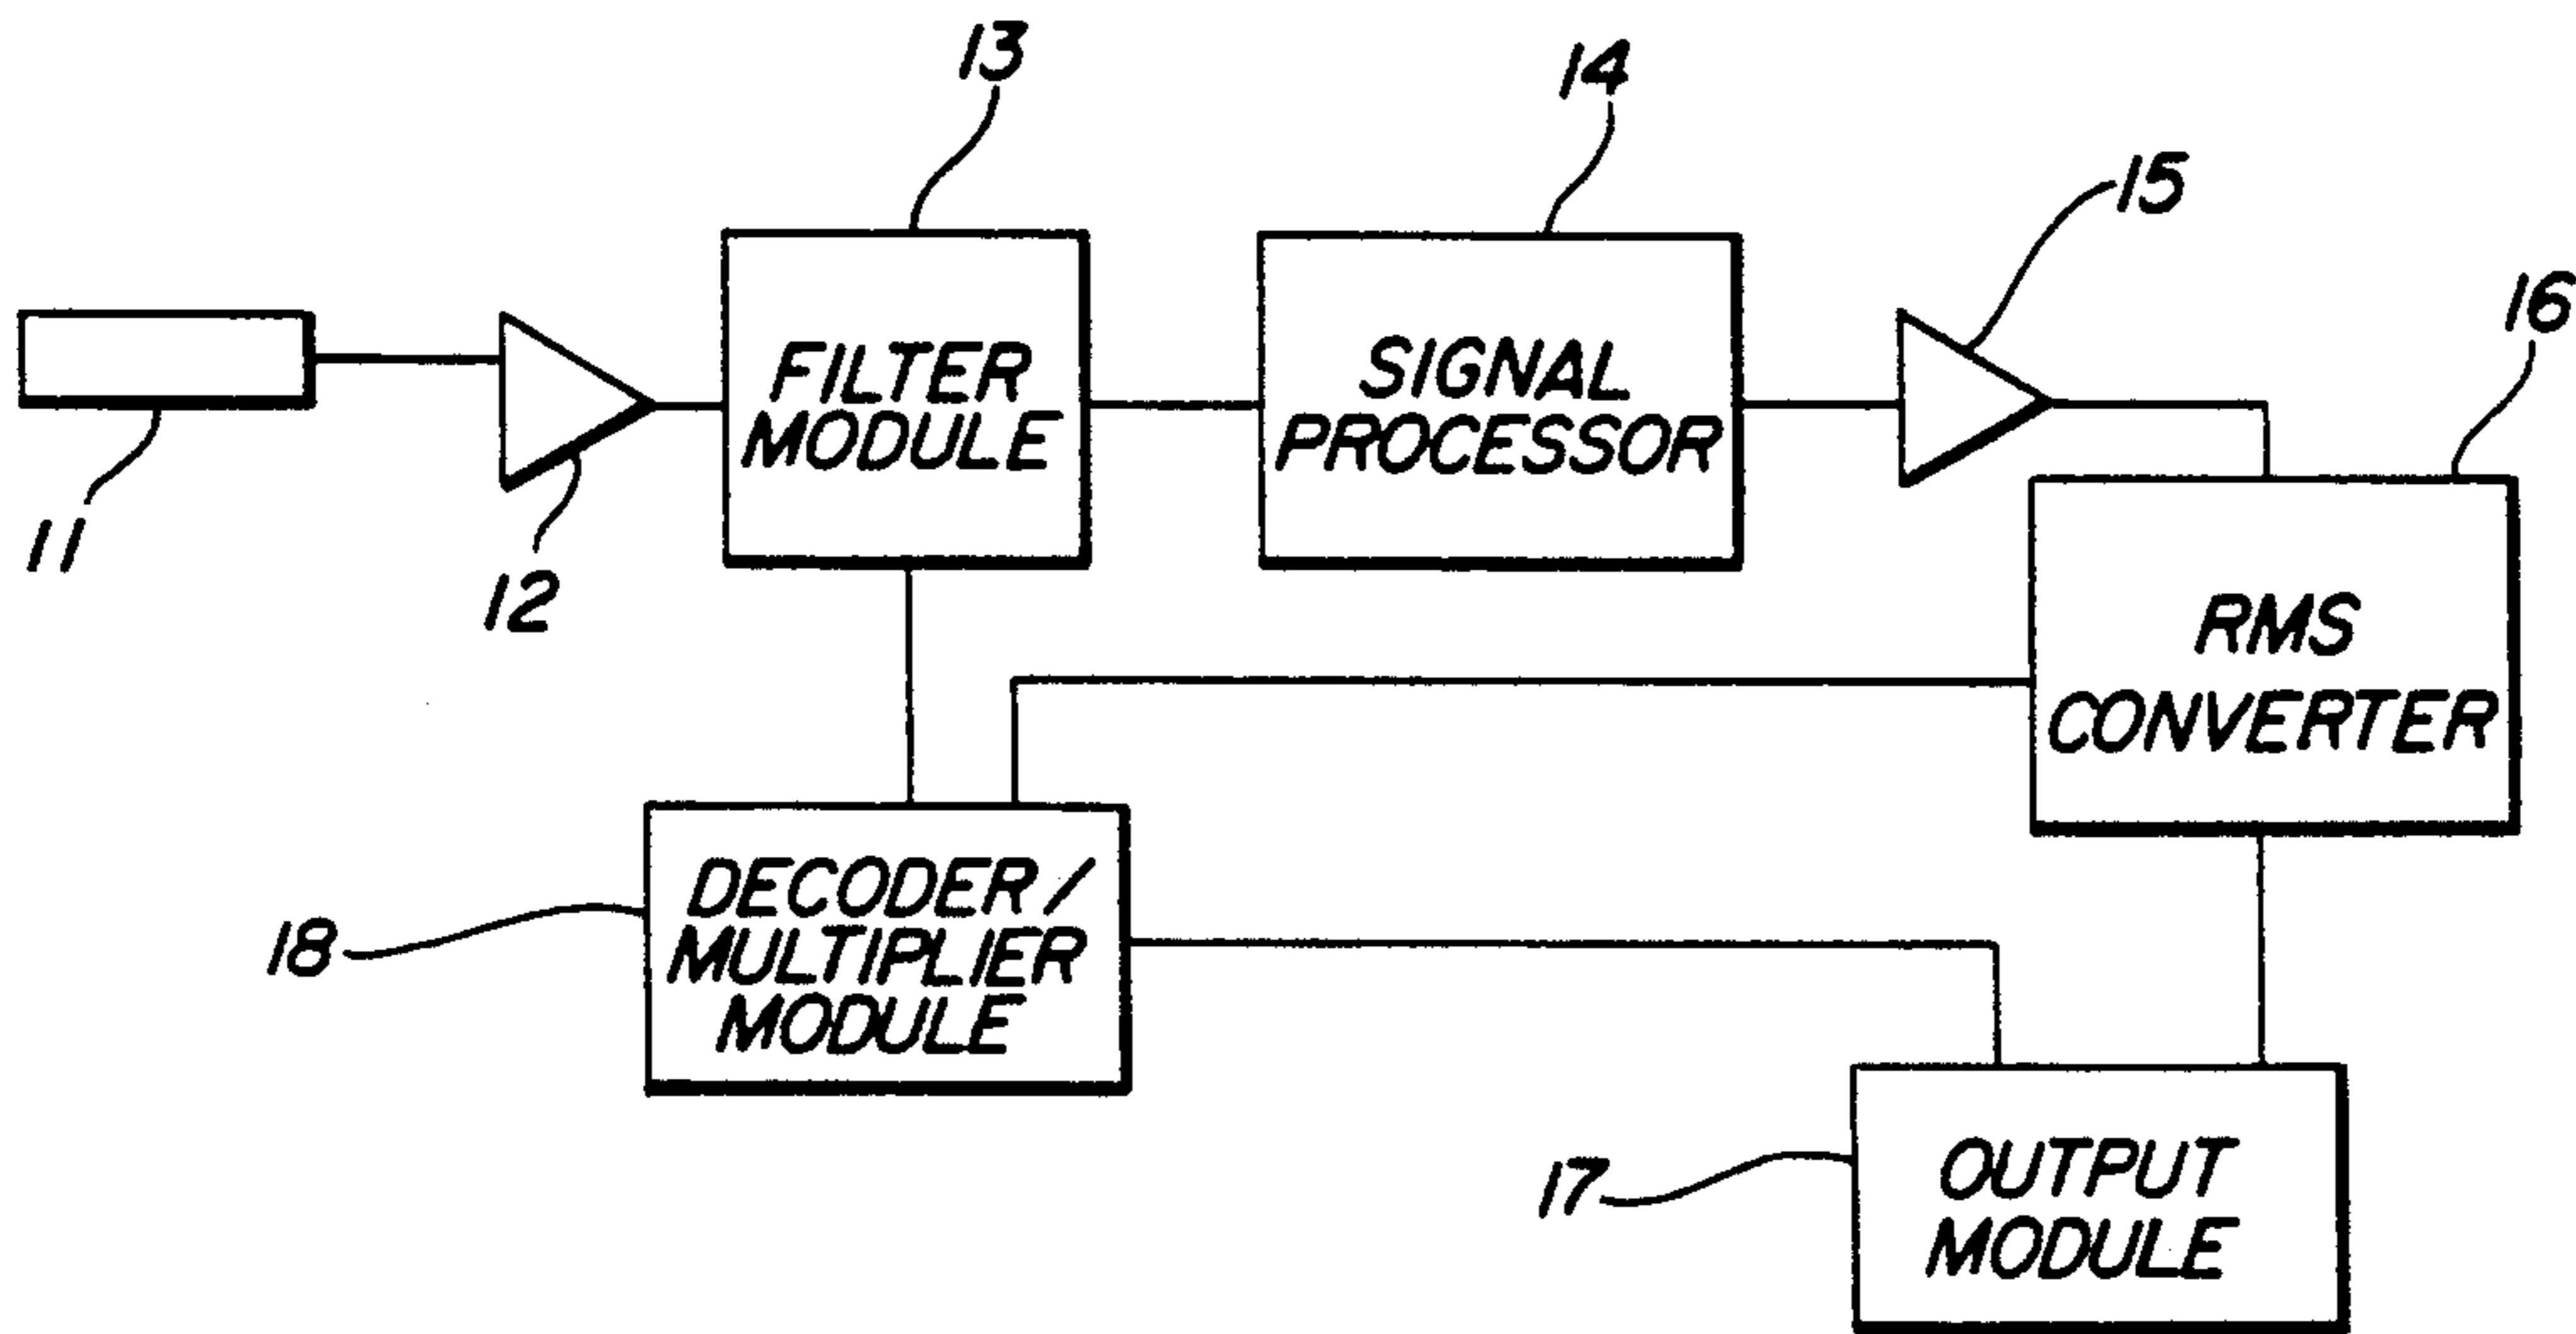 13
14
15
16
FILTER
MODULE
SIGNAL
PROCESSOR
11
12
RMS
CONVERTER
18
DECODER/
MULTIPLIER
MODULE
17
OUTPUT
MODULE